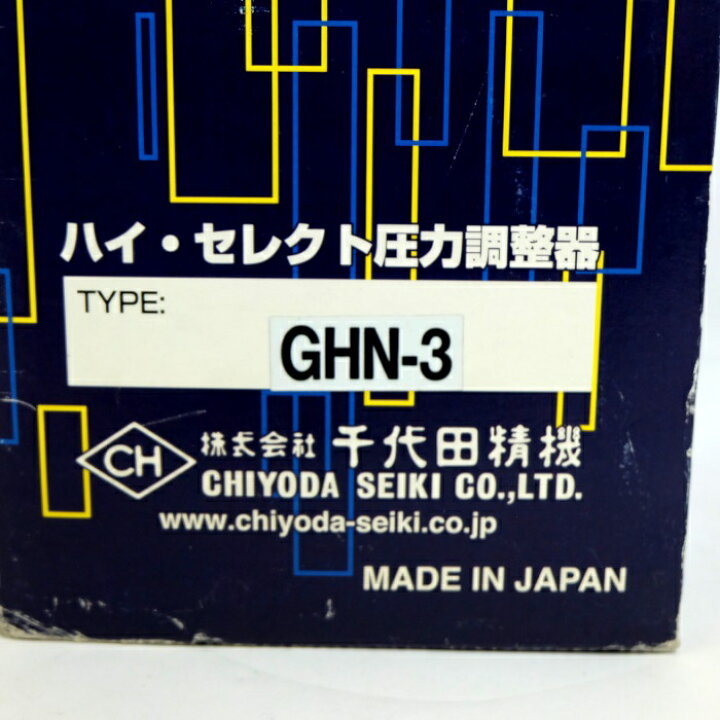 ハイ・セレクト圧力調整器
TYPE:
GHN-3
CH 株式会社 千代田精機
CHIYODA SEIKI CO.,LTD.
www.chiyoda-seiki.co.jp
MADE IN JAPAN